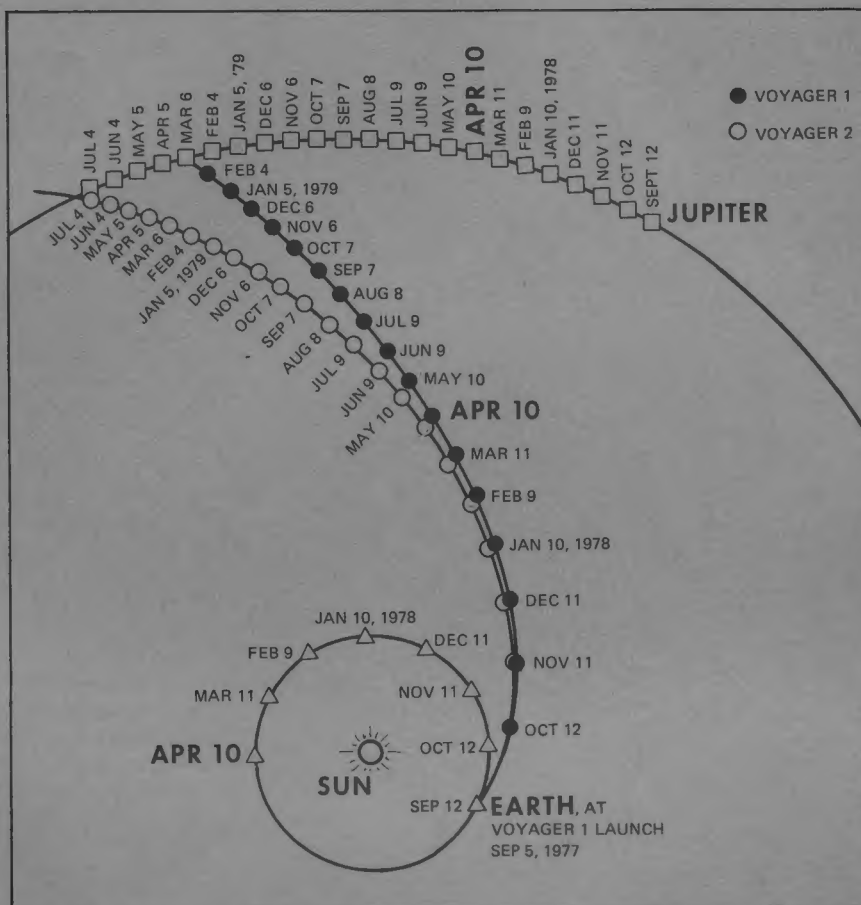 JUL 4
JUN 4
MAY 5
APR 5
MAR 6
FEB 4
JAN 5, '79
DEC 6
NOV 6
OCT 7
SEP 7
AUG 8
JUL 9
JUN 9
MAY 10
APR 10
MAR 11
FEB 9
JAN 10, 1978
DEC 11
NOV 11
OCT 12
SEPT 12
JUPITER
VOYAGER 1
VOYAGER 2
FEB 4
JAN 5, 1979
DEC 6
NOV 6
OCT 7
SEP 7
AUG 8
JUL 9
JUN 9
MAY 10
APR 10
MAR 11
FEB 9
JAN 10, 1978
DEC 11
NOV 11
OCT 12
JUL 4
JUN 4
MAY 5
APR 5
MAR 6
FEB 4
JAN 5, 1979
DEC 6
NOV 6
OCT 7
SEP 7
AUG 8
JUL 9
JUN 9
MAY 10
JAN 10, 1978
FEB 9
DEC 11
MAR 11
NOV 11
APR 10
OCT 12
SUN
SEP 12
EARTH, AT
VOYAGER 1 LAUNCH
SEP 5, 1977